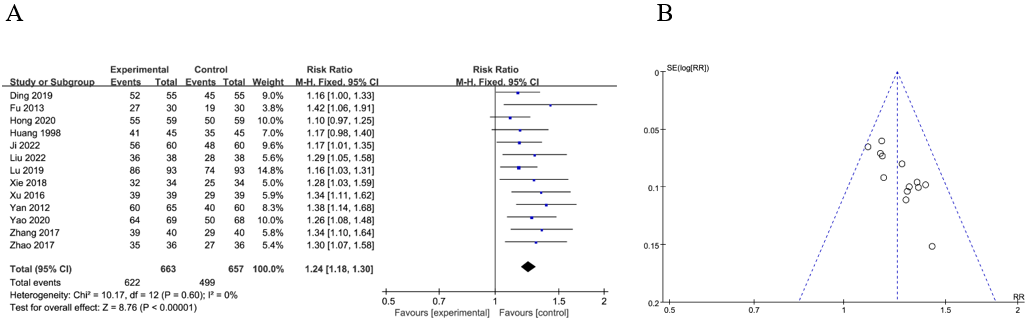 A
B
Experimental Control Risk Ratio Risk Ratio
Study or Subgroup Events Total Events Total Weight M-H, Fixed, 95% CI M-H, Fixed, 95% CI
Ding 2019 52 55 45 55 9.0% 1.16 [1.00, 1.33]
Fu 2013 27 30 19 30 3.8% 1.42 [1.06, 1.91]
Hong 2020 55 59 50 59 10.0% 1.10 [0.97, 1.25]
Huang 1998 41 45 35 45 7.0% 1.17 [0.98, 1.40]
Ji 2022 56 60 48 60 9.6% 1.17 [1.01, 1.35]
Liu 2022 36 38 28 38 5.6% 1.29 [1.05, 1.58]
Lu 2019 86 93 74 93 14.8% 1.16 [1.03, 1.31]
Xie 2018 32 34 25 34 5.0% 1.28 [1.03, 1.59]
Xu 2016 39 39 29 39 5.9% 1.34 [1.11, 1.62]
Yan 2012 60 65 40 60 8.3% 1.38 [1.14, 1.68]
Yao 2020 64 69 50 68 10.0% 1.26 [1.08, 1.48]
Zhang 2017 39 40 29 40 5.8% 1.34 [1.10, 1.64]
Zhao 2017 35 36 27 36 5.4% 1.30 [1.07, 1.58]
Total (95% CI) 663 657 100.0% 1.24 [1.18, 1.30]
Total events 622 499
Heterogeneity: Chi² = 10.17, df = 12 (P = 0.60); I² = 0%
Test for overall effect: Z = 8.76 (P < 0.00001)
0.5 0.7 1 1.5 2
Favours [experimental] Favours [control]
SE(log[RR])
0
0.05
0.1
0.15
0.2
RR
0.5 0.7 1 1.5 2